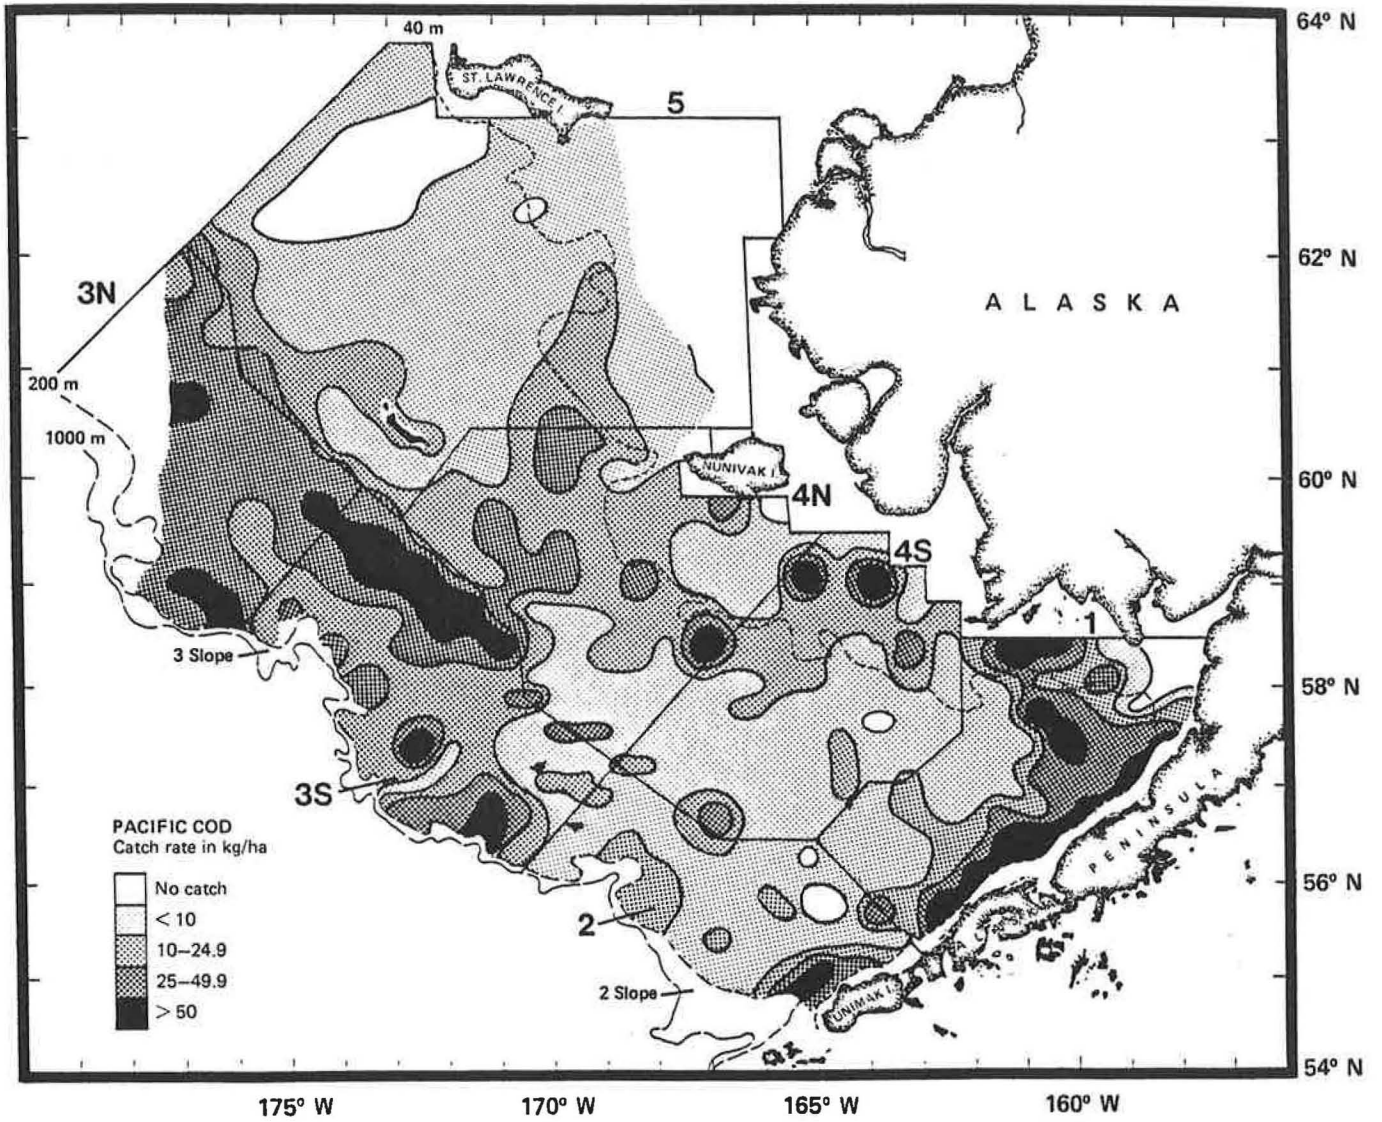 40 m
64° N
ST. LAWRENCE I.
5
62° N
3N
ALASKA
200 m
1000 m
60° N
NUNIVAK I.
4N
4S
1
3 Slope
58° N
3S
PENINSULA
PACIFIC COD
Catch rate in kg/ha
No catch
< 10
10–24.9
25–49.9
> 50
56° N
2
2 Slope
UNIMAK I.
54° N
175° W
170° W
165° W
160° W